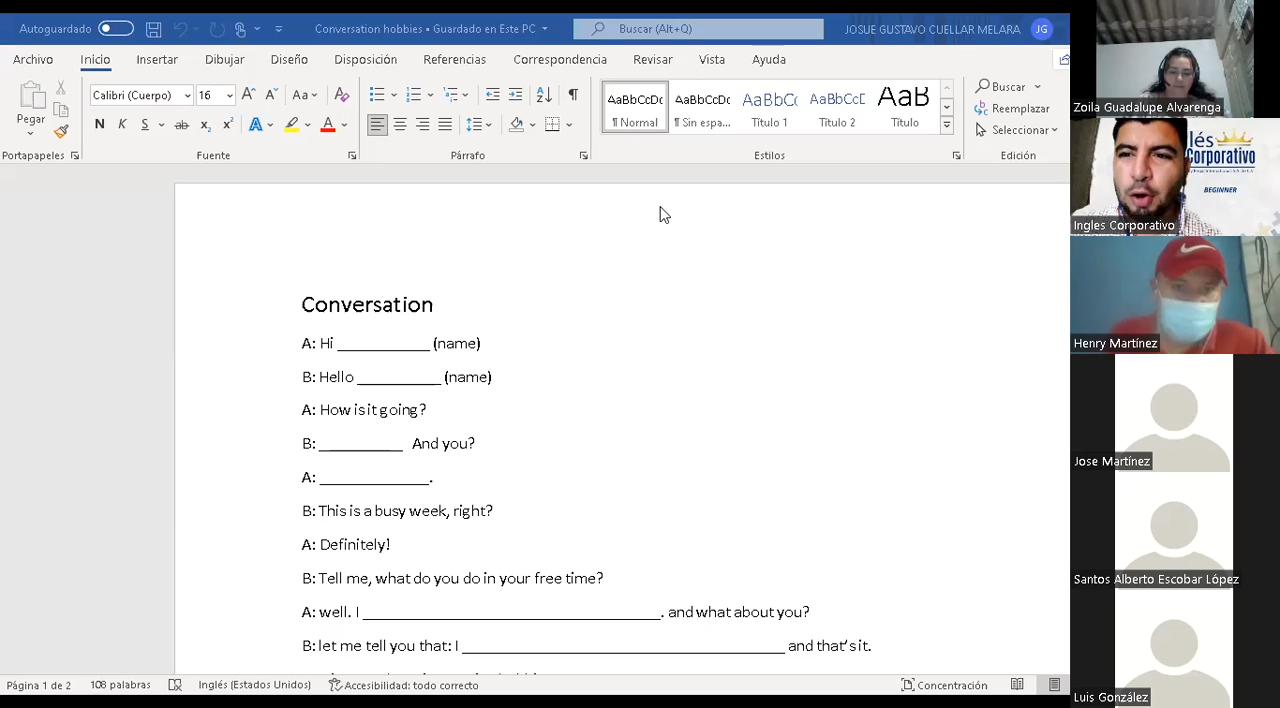 Autoguardado
Conversation hobbies • Guardado en Este PC
Buscar (Alt+Q)
JOSUE GUSTAVO CUELLAR MELARA
JG
Archivo Inicio Insertar Dibujar Diseño Disposición Referencias Correspondencia Revisar Vista Ayuda
Pegar
Calibri (Cuerpo) 16
N K S ab x₂ x²
AaBbCcDc AaBbCcDc AaBbCc AaBbCcC AaB
¶ Normal ¶ Sin espa... Título 1 Título 2 Título
Buscar
Reemplazar
Seleccionar
Portapapeles Fuente Párrafo Estilos Edición
Conversation
A: Hi ___________ (name)
B: Hello __________ (name)
A: How is it going?
B: __________ And you?
A: _____________.
B: This is a busy week, right?
A: Definitely!
B: Tell me, what do you do in your free time?
A: well. I ____________________________________. and what about you?
B: let me tell you that: I _______________________________________ and that's it.
Página 1 de 2 108 palabras Inglés (Estados Unidos) Accesibilidad: todo correcto Concentración
Zoila Guadalupe Alvarenga
lés
Corporativo
BEGINNER
Ingles Corporativo
Henry Martínez
Jose Martínez
Santos Alberto Escobar López
Luis González